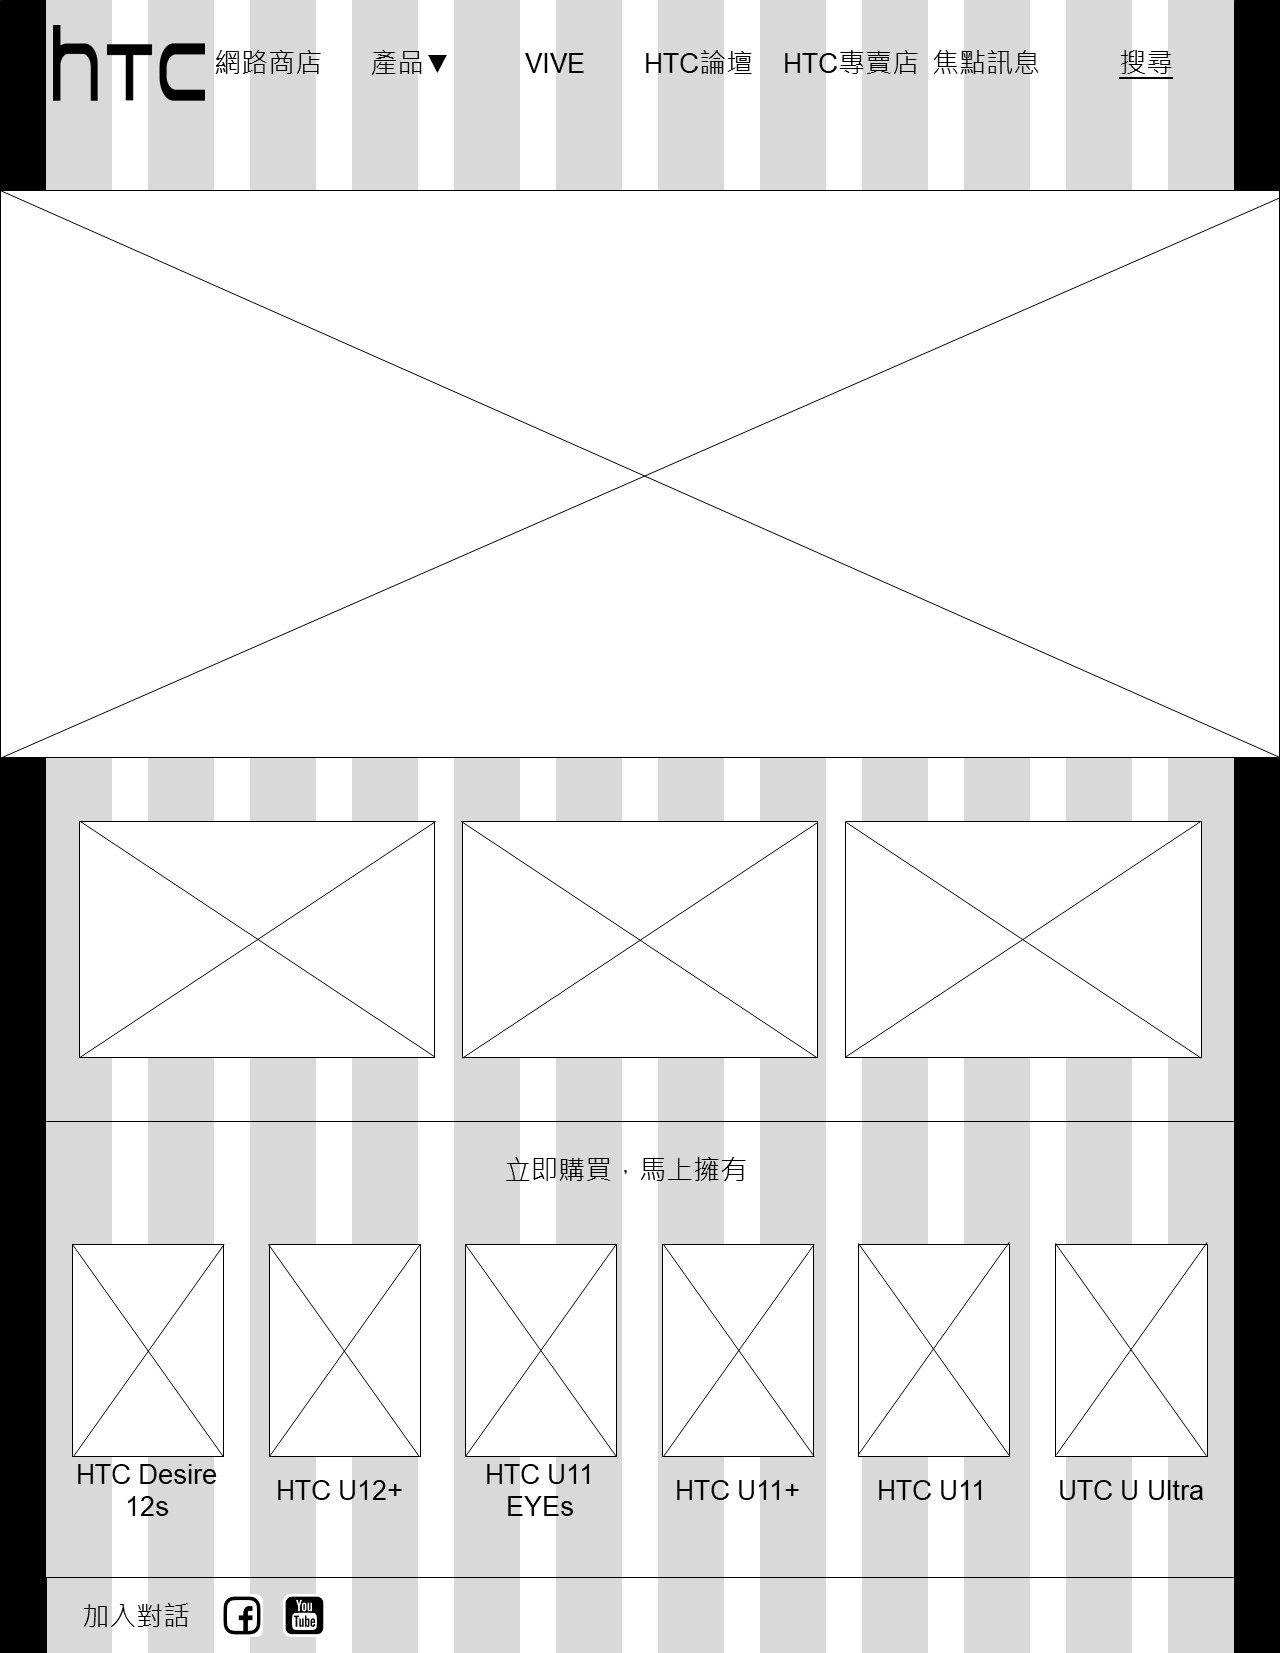 htc 網路商店 產品▼ VIVE HTC論壇 HTC專賣店 焦點訊息 搜尋
立即購買，馬上擁有
HTC Desire
12s
HTC U12+
HTC U11
EYEs
HTC U11+
HTC U11
UTC U Ultra
加入對話 You
Tube